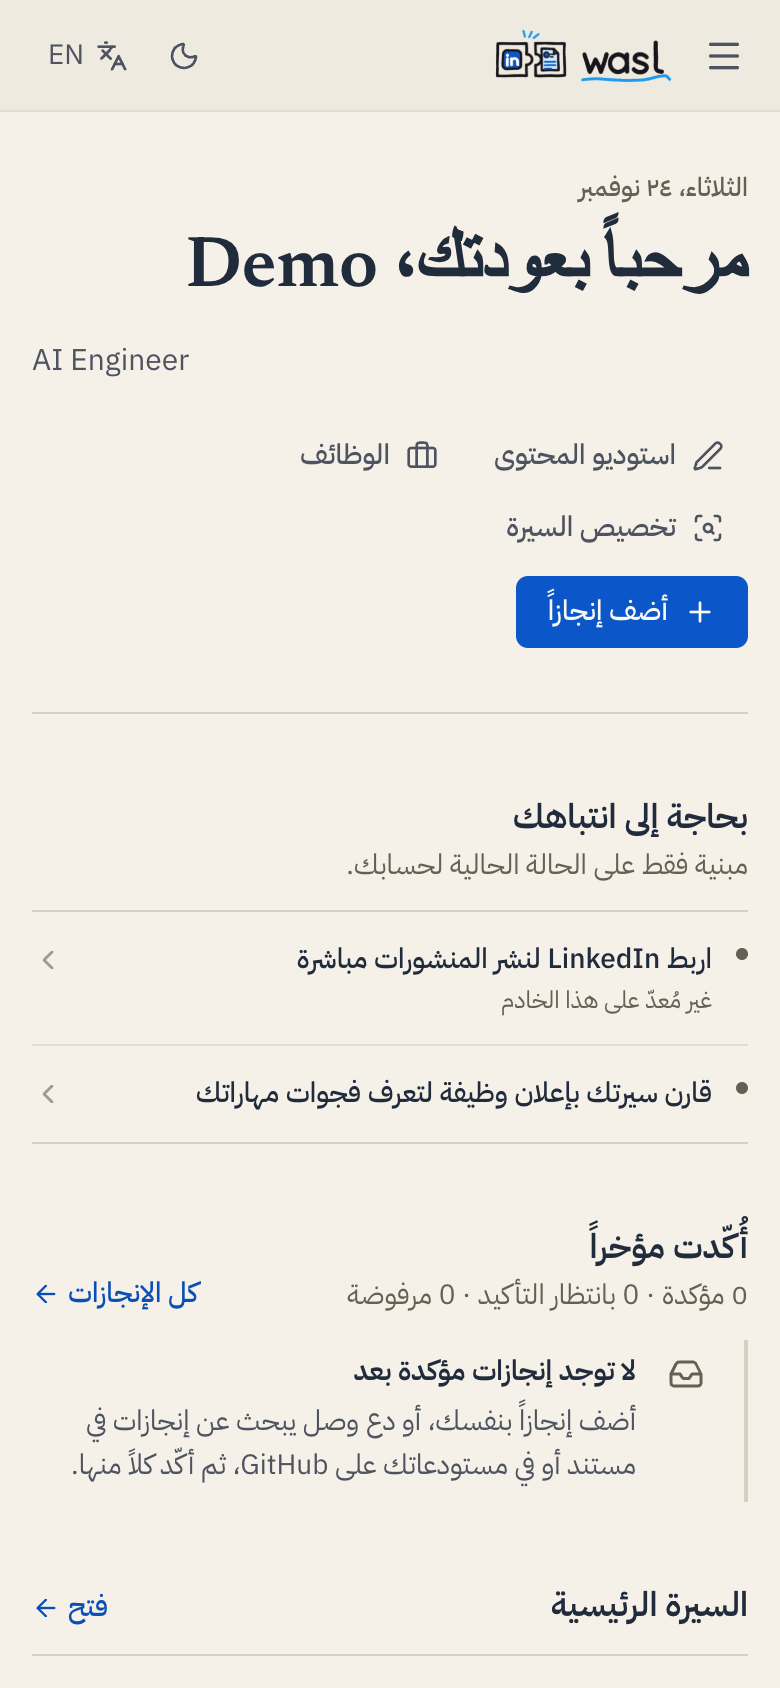 wasl
in
EN
الثلاثاء، ٢٤ نوفمبر
مرحباً بعودتك، Demo
AI Engineer
استوديو المحتوى
الوظائف
تخصيص السيرة
أضف إنجازاً
بحاجة إلى انتباهك
مبنية فقط على الحالة الحالية لحسابك.
اربط LinkedIn لنشر المنشورات مباشرة
غير مُعدّ على هذا الخادم
قارن سيرتك بإعلان وظيفة لتعرف فجوات مهاراتك
أُكّدت مؤخراً
0 مؤكدة · 0 بانتظار التأكيد · 0 مرفوضة
كل الإنجازات
لا توجد إنجازات مؤكدة بعد
أضف إنجازاً بنفسك، أو دع وصل يبحث عن إنجازات في
مستند أو في مستودعاتك على GitHub، ثم أكّد كلاً منها.
السيرة الرئيسية
فتح